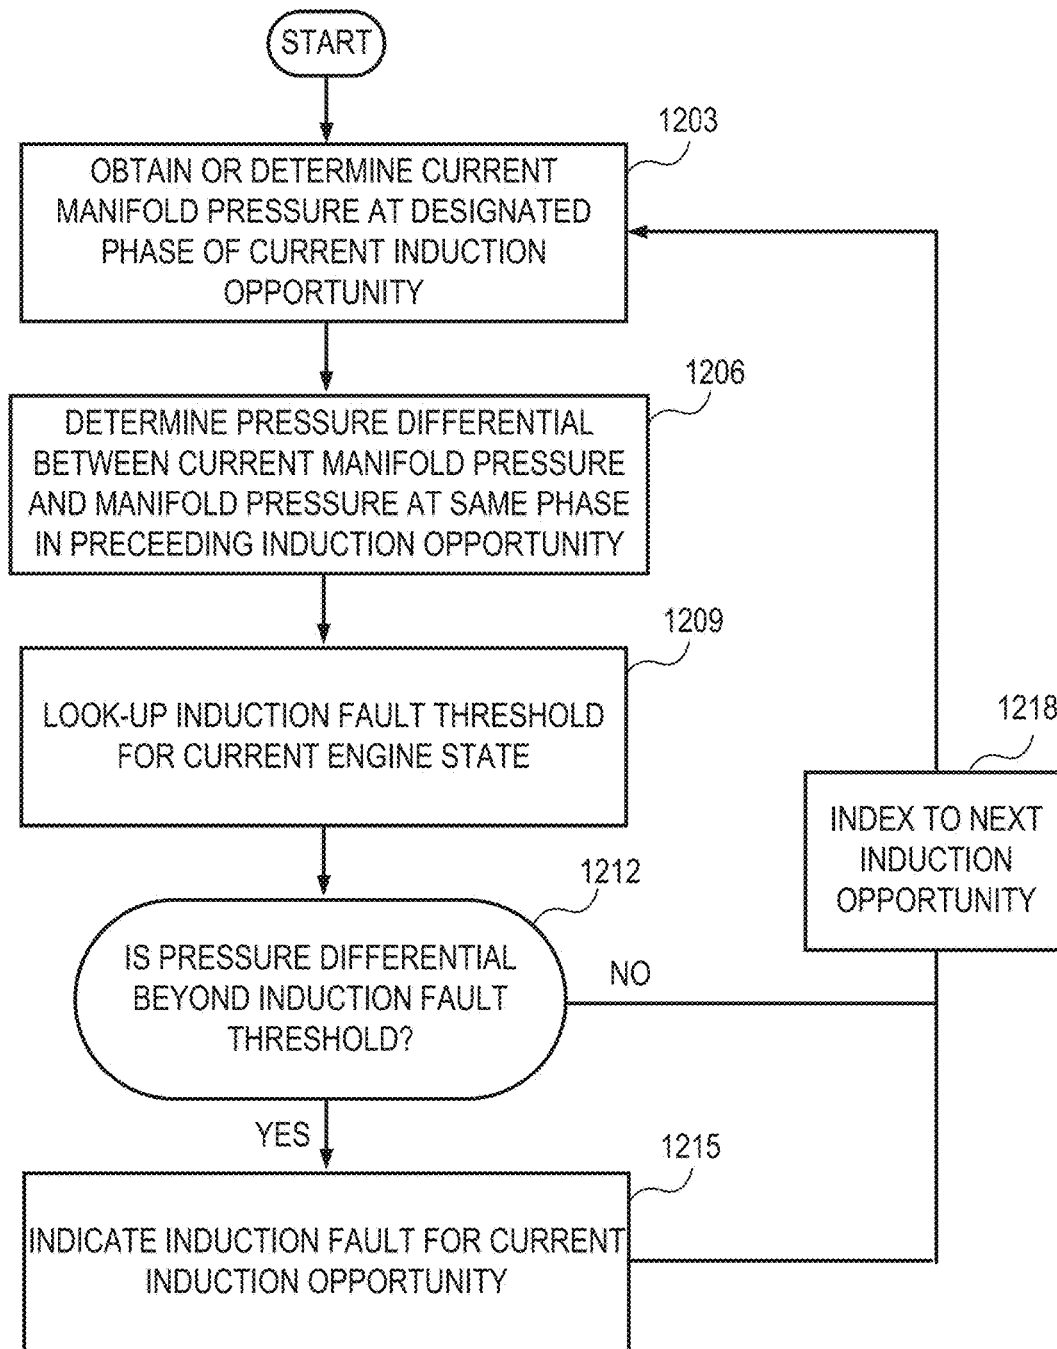 START
1203
OBTAIN OR DETERMINE CURRENT
MANIFOLD PRESSURE AT DESIGNATED
PHASE OF CURRENT INDUCTION
OPPORTUNITY
1206
DETERMINE PRESSURE DIFFERENTIAL
BETWEEN CURRENT MANIFOLD PRESSURE
AND MANIFOLD PRESSURE AT SAME PHASE
IN PRECEEDING INDUCTION OPPORTUNITY
1209
LOOK-UP INDUCTION FAULT THRESHOLD
FOR CURRENT ENGINE STATE
1218
INDEX TO NEXT
INDUCTION
OPPORTUNITY
1212
IS PRESSURE DIFFERENTIAL
BEYOND INDUCTION FAULT
THRESHOLD?
NO
YES
1215
INDICATE INDUCTION FAULT FOR CURRENT
INDUCTION OPPORTUNITY